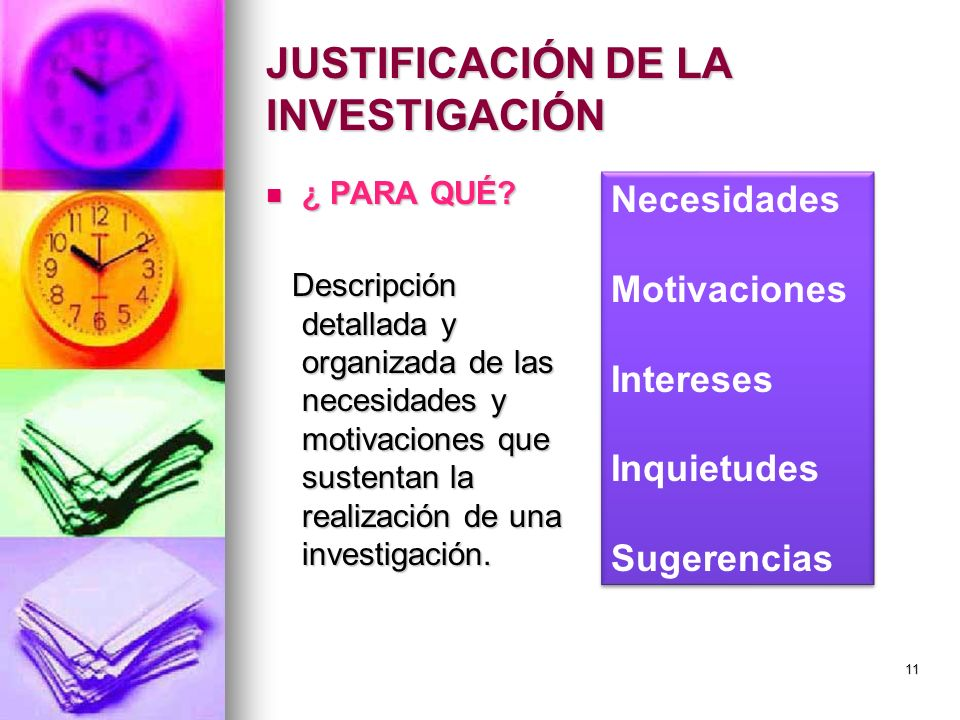 JUSTIFICACIÓN DE LA
INVESTIGACIÓN
¿ PARA QUÉ?
Descripción
detallada y
organizada de las
necesidades y
motivaciones que
sustentan la
realización de una
investigación.
Necesidades
Motivaciones
Intereses
Inquietudes
Sugerencias
11